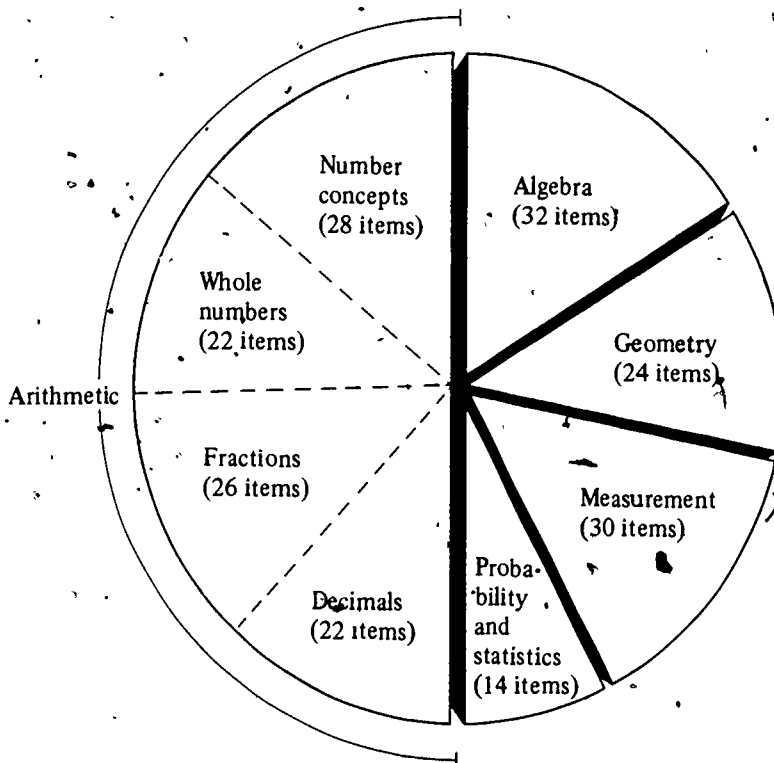 Number
concepts
(28 items)
Algebra
(32 items)
Whole
numbers
(22 items)
Geometry
(24 items)
Arithmetic
Fractions
(26 items)
Measurement
(30 items)
Decimals
(22 items)
Proba-
bility
and
statistics
(14 items)